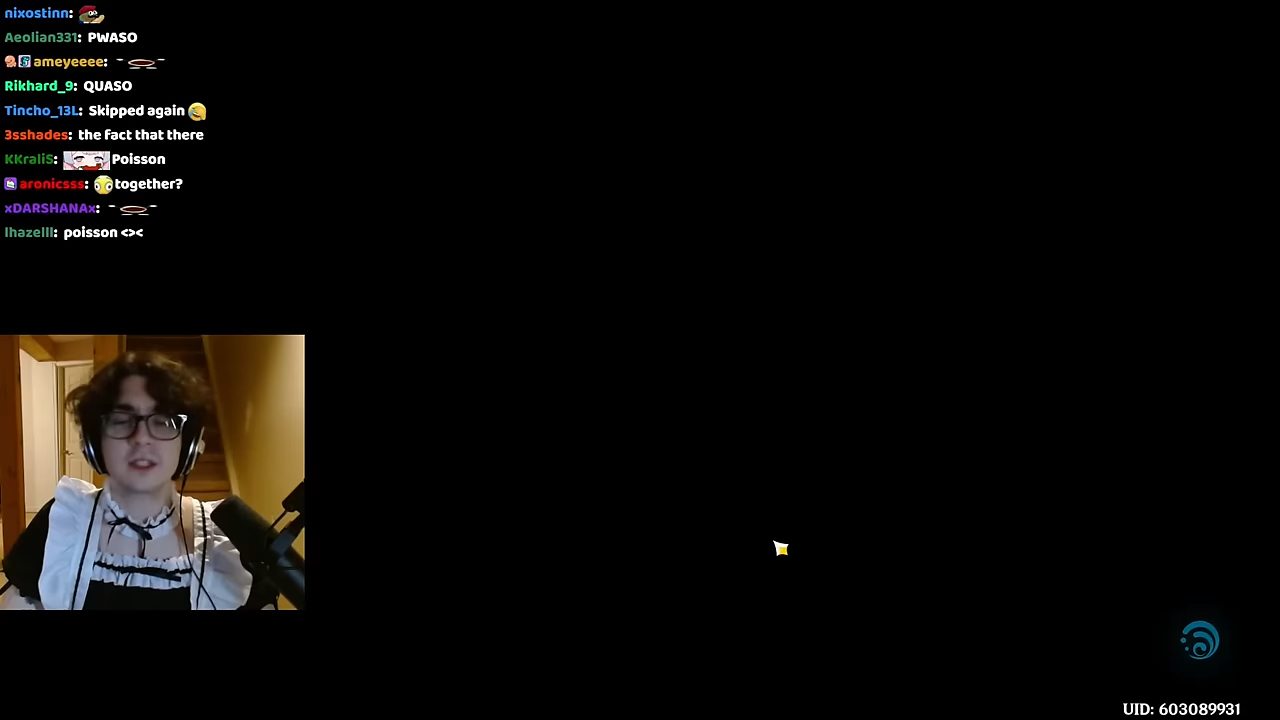 nixostinn:
Aeolian331: PWASO
ameyeeee:
Rikhard_9: QUASO
Tincho_13L: Skipped again
3sshades: the fact that there
KKraliS: Poisson
aronicsss: together?
xDARSHANAx:
lhazelll: poisson <><
UID: 603089931